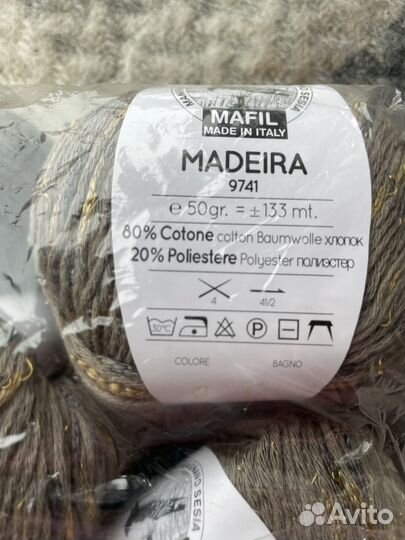 MAFIL
MADE IN ITALY
MADEIRA
9741
℮ 50gr. = ± 133 mt.
80% Cotone cotton Baumwolle хлопок
20% Poliestere Polyester полиэстер
4 4 1/2
30°C P
COLORE BAGNO
SESIA
Avito